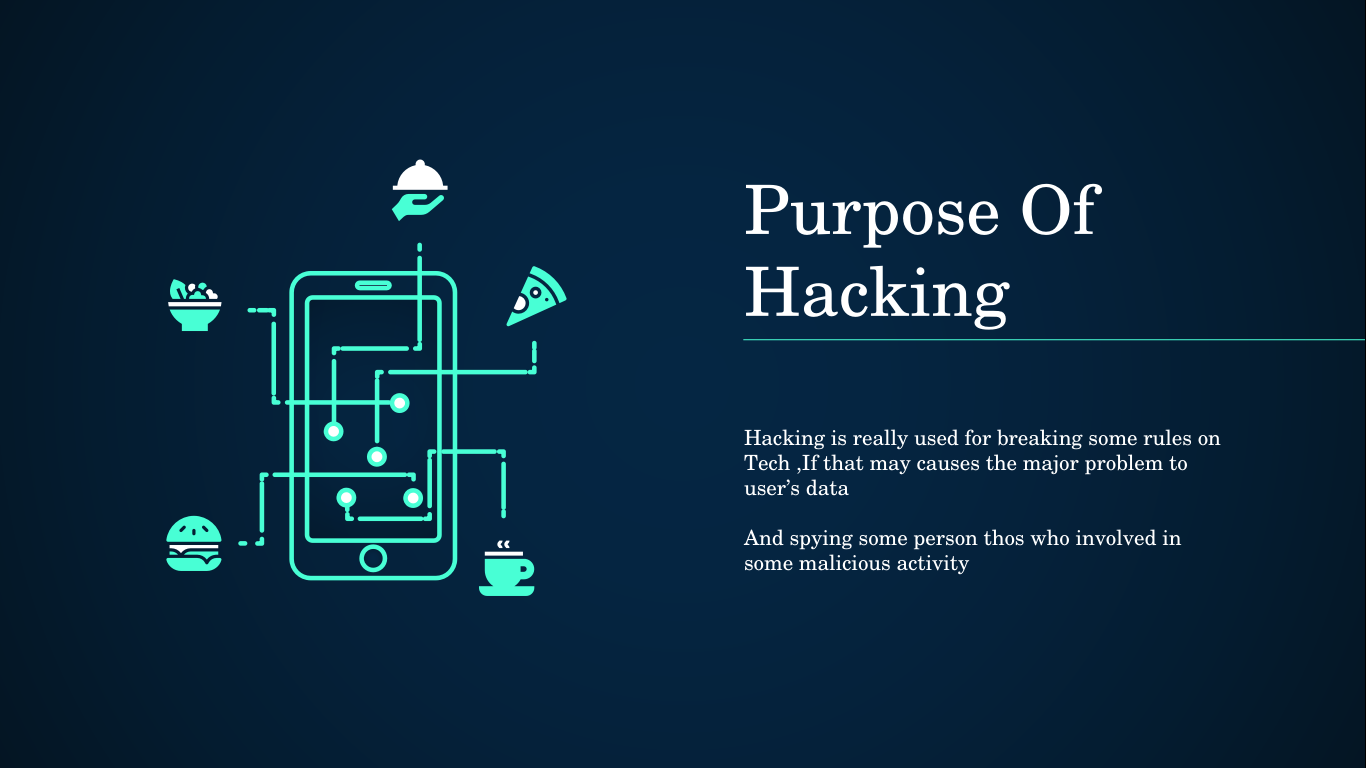 Purpose Of
Hacking
Hacking is really used for breaking some rules on
Tech ,If that may causes the major problem to
user’s data
And spying some person thos who involved in
some malicious activity